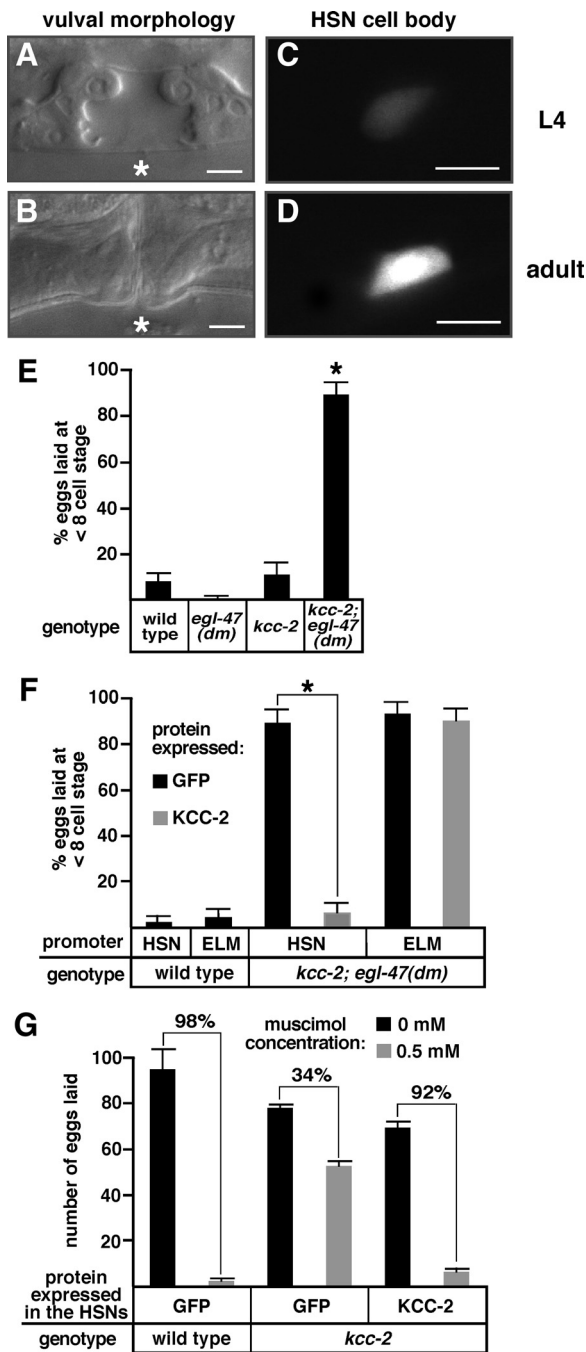 vulval morphology HSN cell body
A C L4
*
B D adult
*
E
% eggs laid at
< 8 cell stage
100
80
60
40
20
*
genotype wild type egl-47 (dm) kcc-2 kcc-2; egl-47 (dm)
F
% eggs laid at
< 8 cell stage
100
80
60
40
20
*
protein
expressed:
GFP
KCC-2
promoter HSN ELM HSN ELM
genotype wild type kcc-2; egl-47(dm)
G
number of eggs laid
100
80
60
40
20
muscimol
concentration:
0 mM
0.5 mM
98%
34%
92%
protein
expressed
in the HSNs
GFP GFP KCC-2
genotype wild type kcc-2